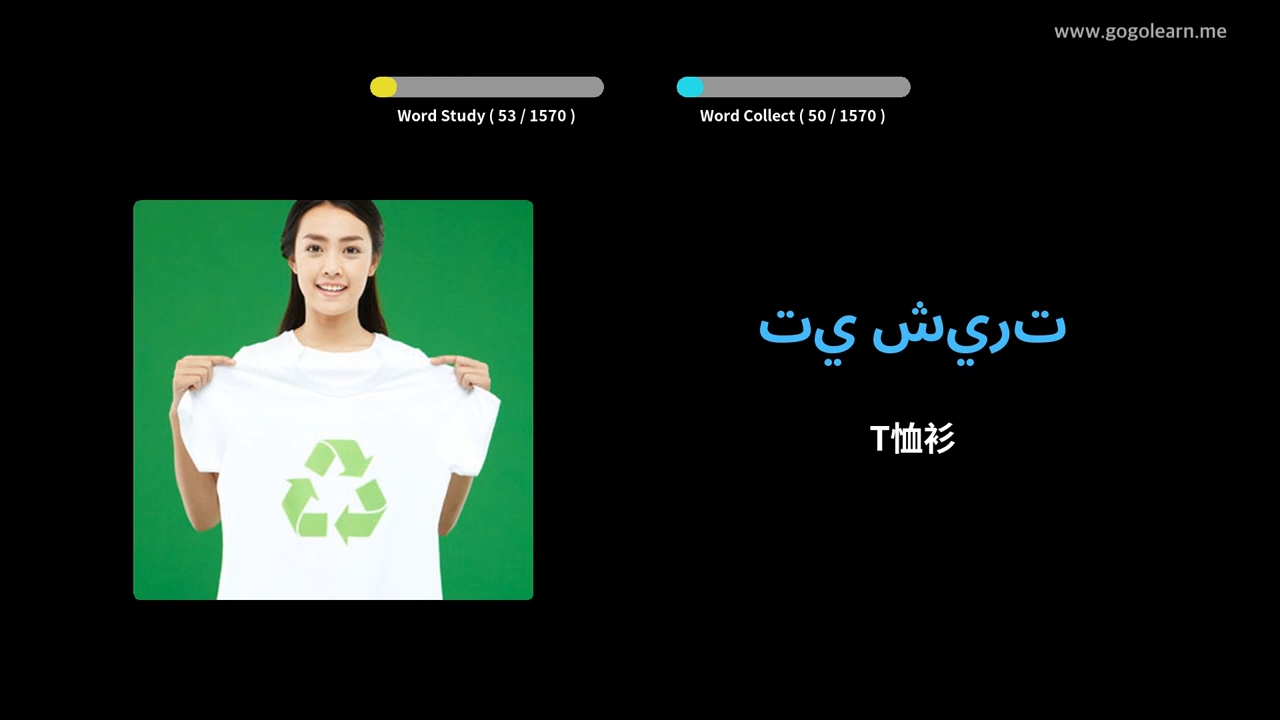 www.gogolearn.me
Word Study ( 53 / 1570 )
Word Collect ( 50 / 1570 )
تي شيرت
T恤衫